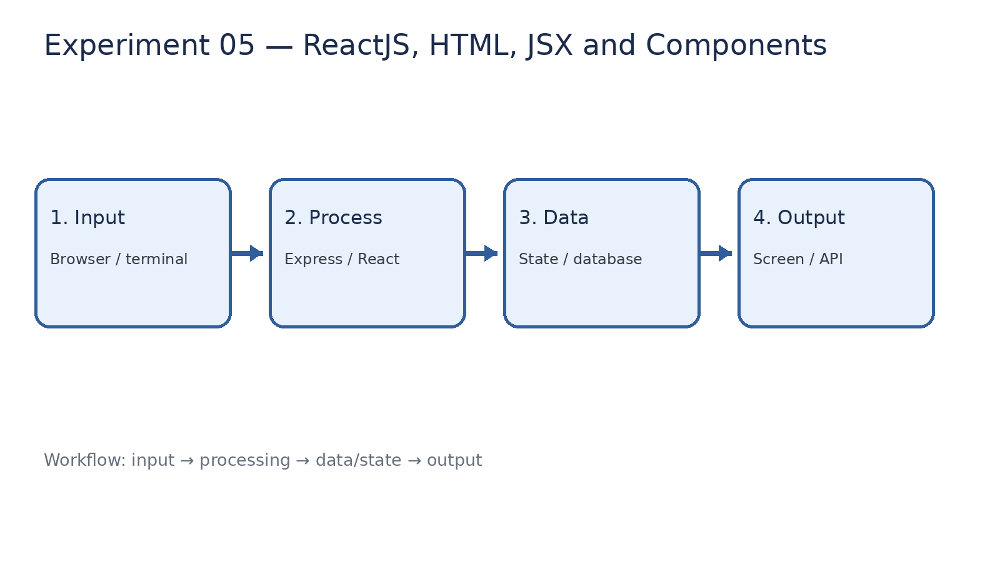 Experiment 05 — ReactJS, HTML, JSX and Components
1. Input
Browser / terminal
2. Process
Express / React
3. Data
State / database
4. Output
Screen / API
Workflow: input → processing → data/state → output